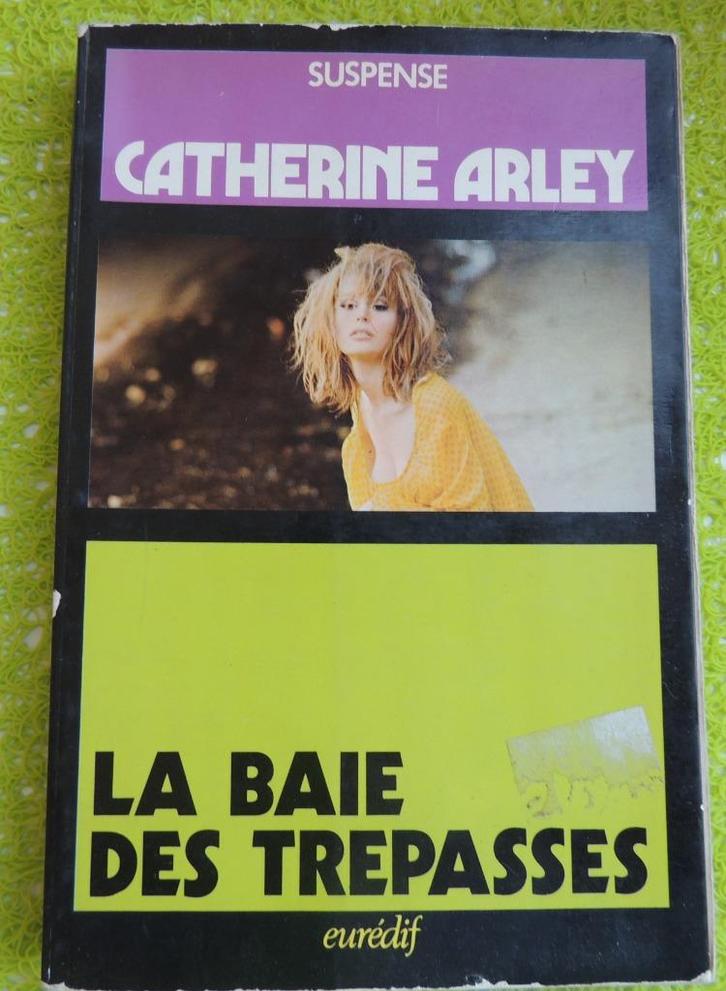 SUSPENSE
CATHERINE ARLEY
LA BAIE
DES TREPASSES
eurédif